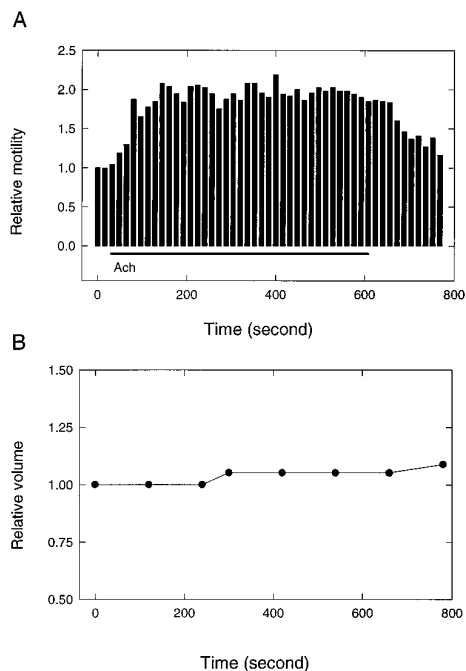 A
Relative motility
2.5
2.0
1.5
1.0
0.5
0.0
Ach
0 200 400 600 800
Time (second)
B
Relative volume
1.50
1.25
1.00
0.75
0.50
0 200 400 600 800
Time (second)